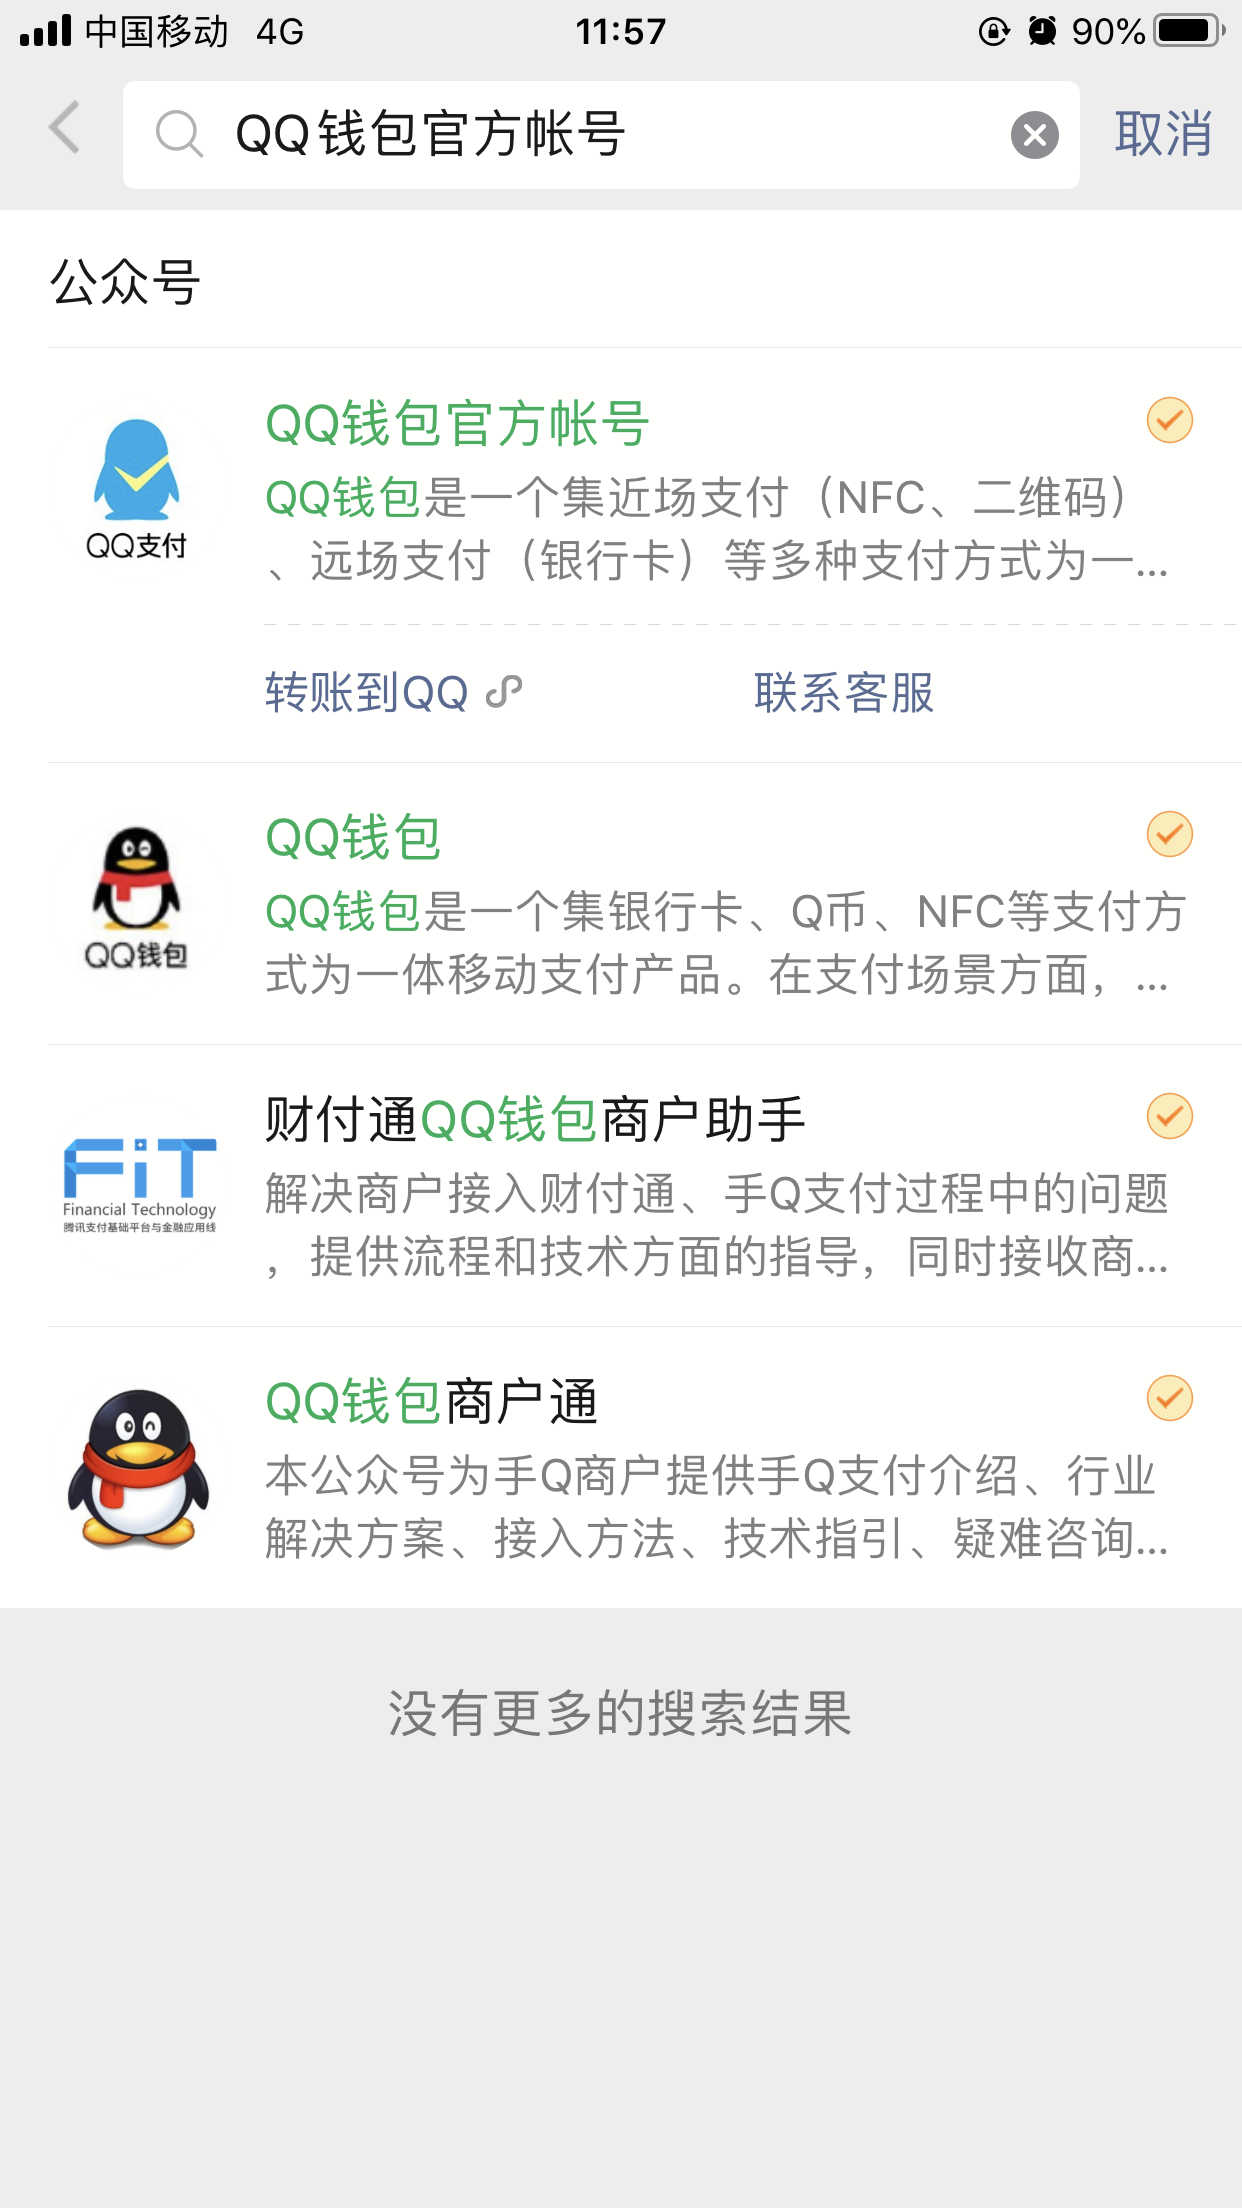 中国移动 4G 11:57 90%
QQ钱包官方帐号 取消
公众号
QQ钱包官方帐号
QQ钱包是一个集近场支付（NFC、二维码）
、远场支付（银行卡）等多种支付方式为一...
QQ支付
转账到QQ 联系客服
QQ钱包
QQ钱包是一个集银行卡、Q币、NFC等支付方
式为一体移动支付产品。在支付场景方面，...
QQ钱包
财付通QQ钱包商户助手
解决商户接入财付通、手Q支付过程中的问题
，提供流程和技术方面的指导，同时接收商...
FiT
Financial Technology
腾讯支付基础平台与金融应用线
QQ钱包商户通
本公众号为手Q商户提供手Q支付介绍、行业
解决方案、接入方法、技术指引、疑难咨询...
没有更多的搜索结果